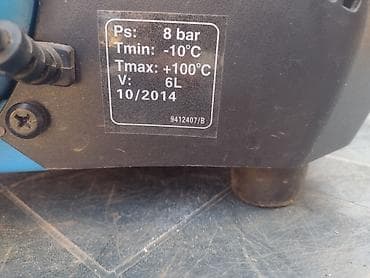 Ps: 8 bar
Tmin: -10°C
Tmax: +100°C
V: 6L
10/2014
9412407/B